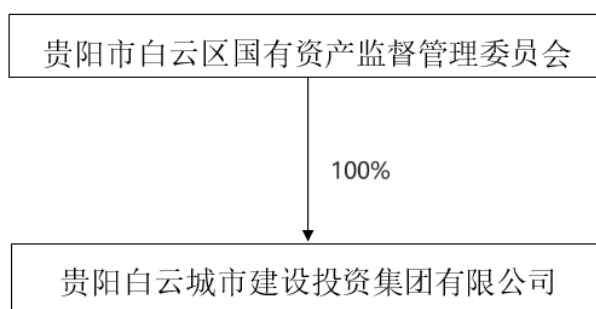 贵阳市白云区国有资产监督管理委员会
100%
贵阳白云城市建设投资集团有限公司